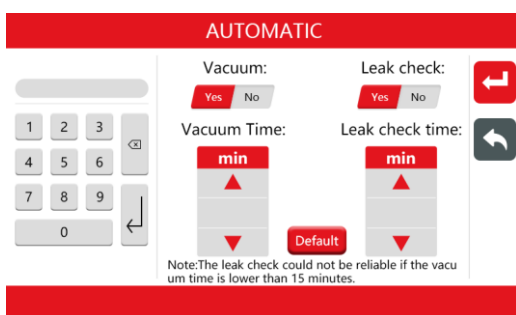 AUTOMATIC
Vacuum:
Leak check:
Yes No
Yes No
1 2 3
4 5 6
7 8 9
0
Vacuum Time:
Leak check time:
min
min
Default
Note:The leak check could not be reliable if the vacu
um time is lower than 15 minutes.